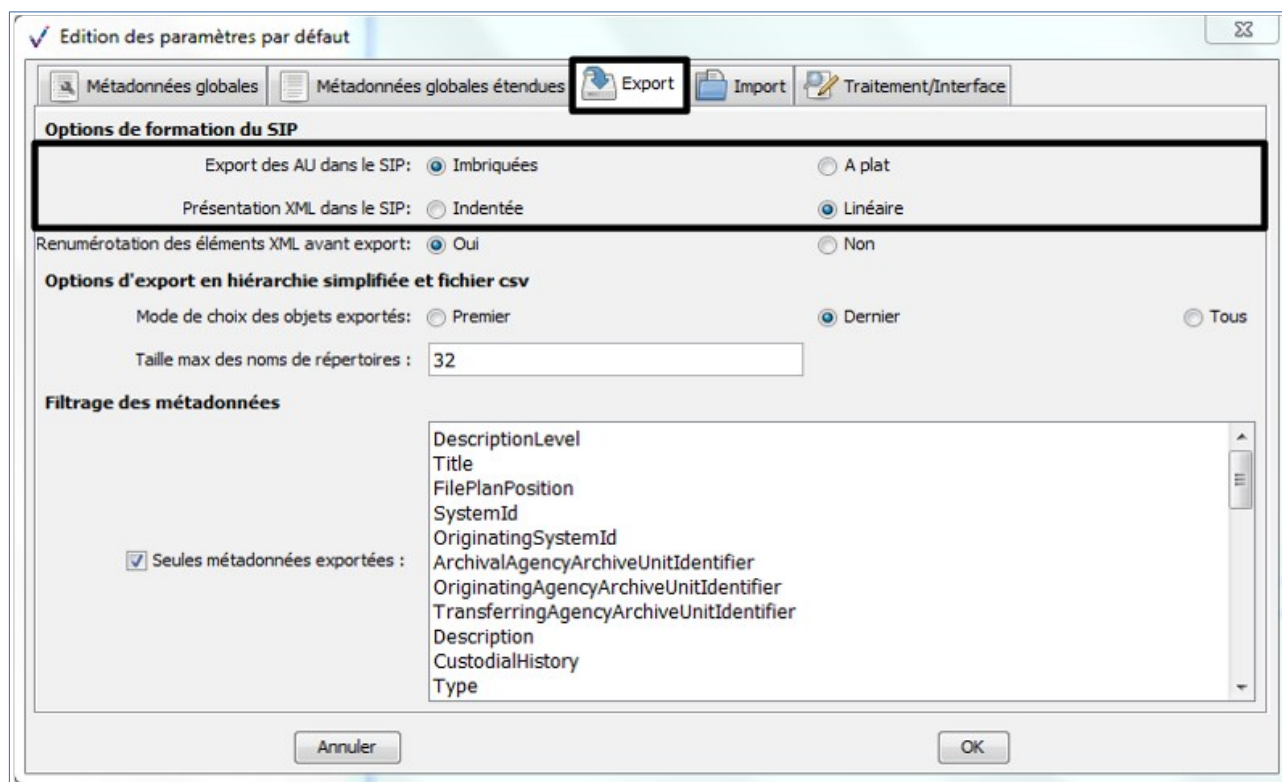 Edition des paramètres par défaut
Métadonnées globales Métadonnées globales étendues Export Import Traitement/Interface
Options de formation du SIP
Export des AU dans le SIP: Imbriquées A plat
Présentation XML dans le SIP: Indentée Linéaire
Renumérotation des éléments XML avant export: Oui Non
Options d'export en hiérarchie simplifiée et fichier csv
Mode de choix des objets exportés: Premier Dernier Tous
Taille max des noms de répertoires : 32
Filtrage des métadonnées
Seules métadonnées exportées :
DescriptionLevel
Title
FilePlanPosition
SystemId
OriginatingSystemId
ArchivalAgencyArchiveUnitIdentifier
OriginatingAgencyArchiveUnitIdentifier
TransferringAgencyArchiveUnitIdentifier
Description
CustodialHistory
Type
Annuler OK